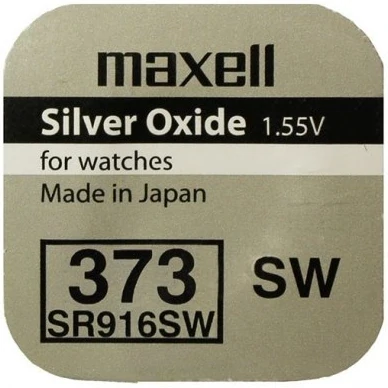 maxell
Silver Oxide 1.55V
for watches
Made in Japan
373 SW
SR916SW